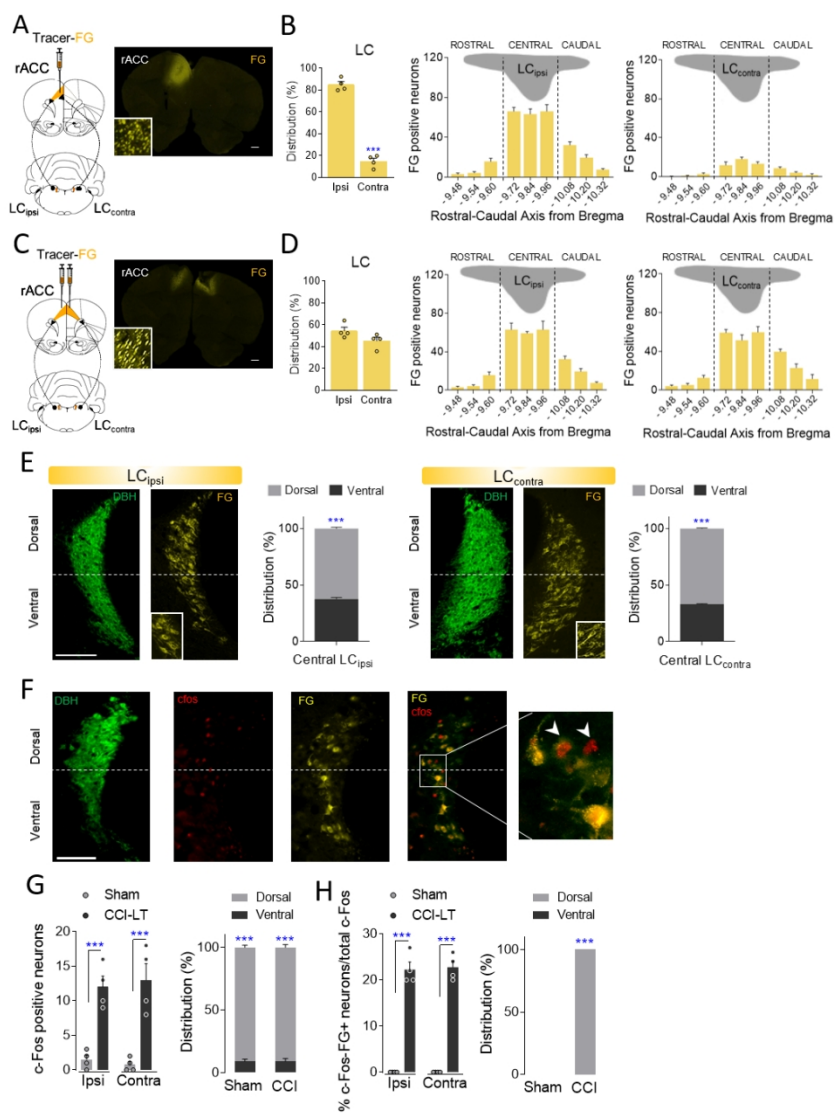 A
Tracer-FG
rACC
LCipsi
LCcontra
rACC
FG
B
LC
Distribution (%)
100
80
60
40
20
0
***
Ipsi
Contra
ROSTRAL
CENTRAL
CAUDAL
LCipsi
FG positive neurons
120
80
40
0
- 9.48
- 9.54
- 9.60
- 9.72
- 9.84
- 9.96
- 10.08
- 10.20
- 10.32
Rostral-Caudal Axis from Bregma
ROSTRAL
CENTRAL
CAUDAL
LCcontra
FG positive neurons
120
80
40
0
- 9.48
- 9.54
- 9.60
- 9.72
- 9.84
- 9.96
- 10.08
- 10.20
- 10.32
Rostral-Caudal Axis from Bregma
C
Tracer-FG
rACC
LCipsi
LCcontra
rACC
FG
D
LC
Distribution (%)
100
80
60
40
20
0
Ipsi
Contra
ROSTRAL
CENTRAL
CAUDAL
LCipsi
FG positive neurons
120
80
40
0
- 9.48
- 9.54
- 9.60
- 9.72
- 9.84
- 9.96
- 10.08
- 10.20
- 10.32
Rostral-Caudal Axis from Bregma
ROSTRAL
CENTRAL
CAUDAL
LCcontra
FG positive neurons
120
80
40
0
- 9.48
- 9.54
- 9.60
- 9.72
- 9.84
- 9.96
- 10.08
- 10.20
- 10.32
Rostral-Caudal Axis from Bregma
E
LCipsi
Dorsal
Ventral
DBH
FG
Dorsal
Ventral
Distribution (%)
100
50
0
***
Central LCipsi
LCcontra
Dorsal
Ventral
DBH
FG
Dorsal
Ventral
Distribution (%)
100
50
0
***
Central LCcontra
F
Dorsal
Ventral
DBH
cfos
FG
FG
cfos
G
Sham
CCI-LT
c-Fos positive neurons
20
15
10
5
0
***
***
Ipsi
Contra
Dorsal
Ventral
Distribution (%)
100
50
0
***
***
Sham
CCI
H
Sham
CCI-LT
% c-Fos-FG+ neurons/total c-Fos
30
20
10
0
***
***
Ipsi
Contra
Dorsal
Ventral
Distribution (%)
100
50
0
***
Sham
CCI